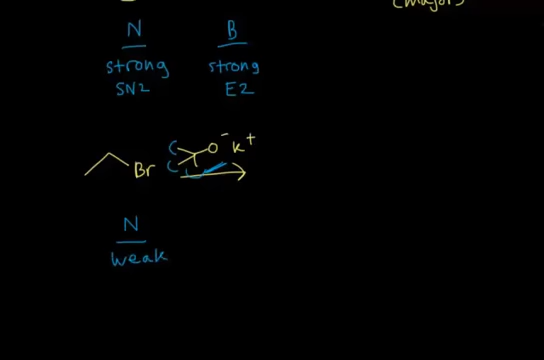 (major)
N B
strong strong
SN2 E2
Br O⁻ K⁺
N
weak